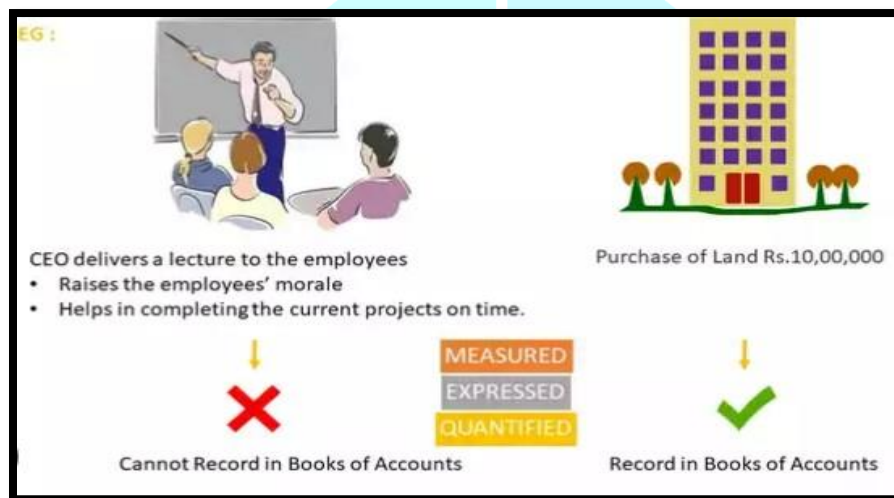 EG :
CEO delivers a lecture to the employees
• Raises the employees' morale
• Helps in completing the current projects on time.
Purchase of Land Rs.10,00,000
MEASURED
EXPRESSED
QUANTIFIED
Cannot Record in Books of Accounts
Record in Books of Accounts